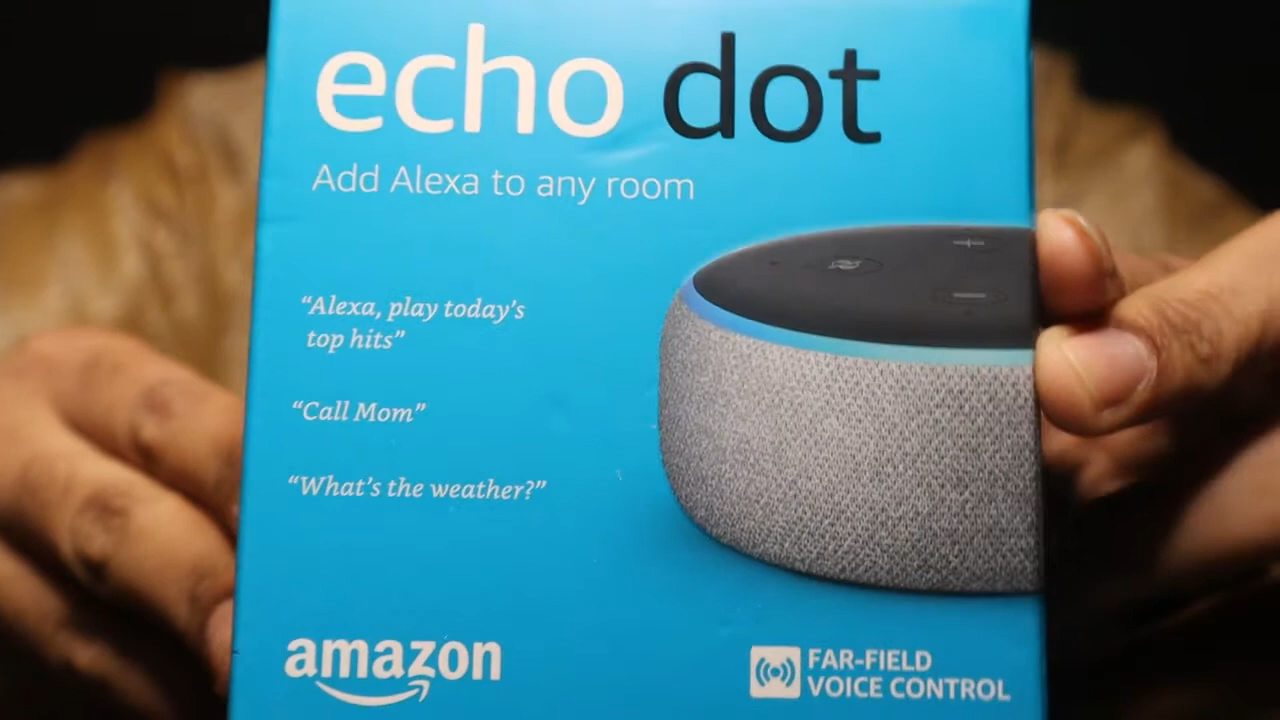 echo dot
Add Alexa to any room
“Alexa, play today’s
top hits”
“Call Mom”
“What’s the weather?”
amazon
FAR-FIELD
VOICE CONTROL